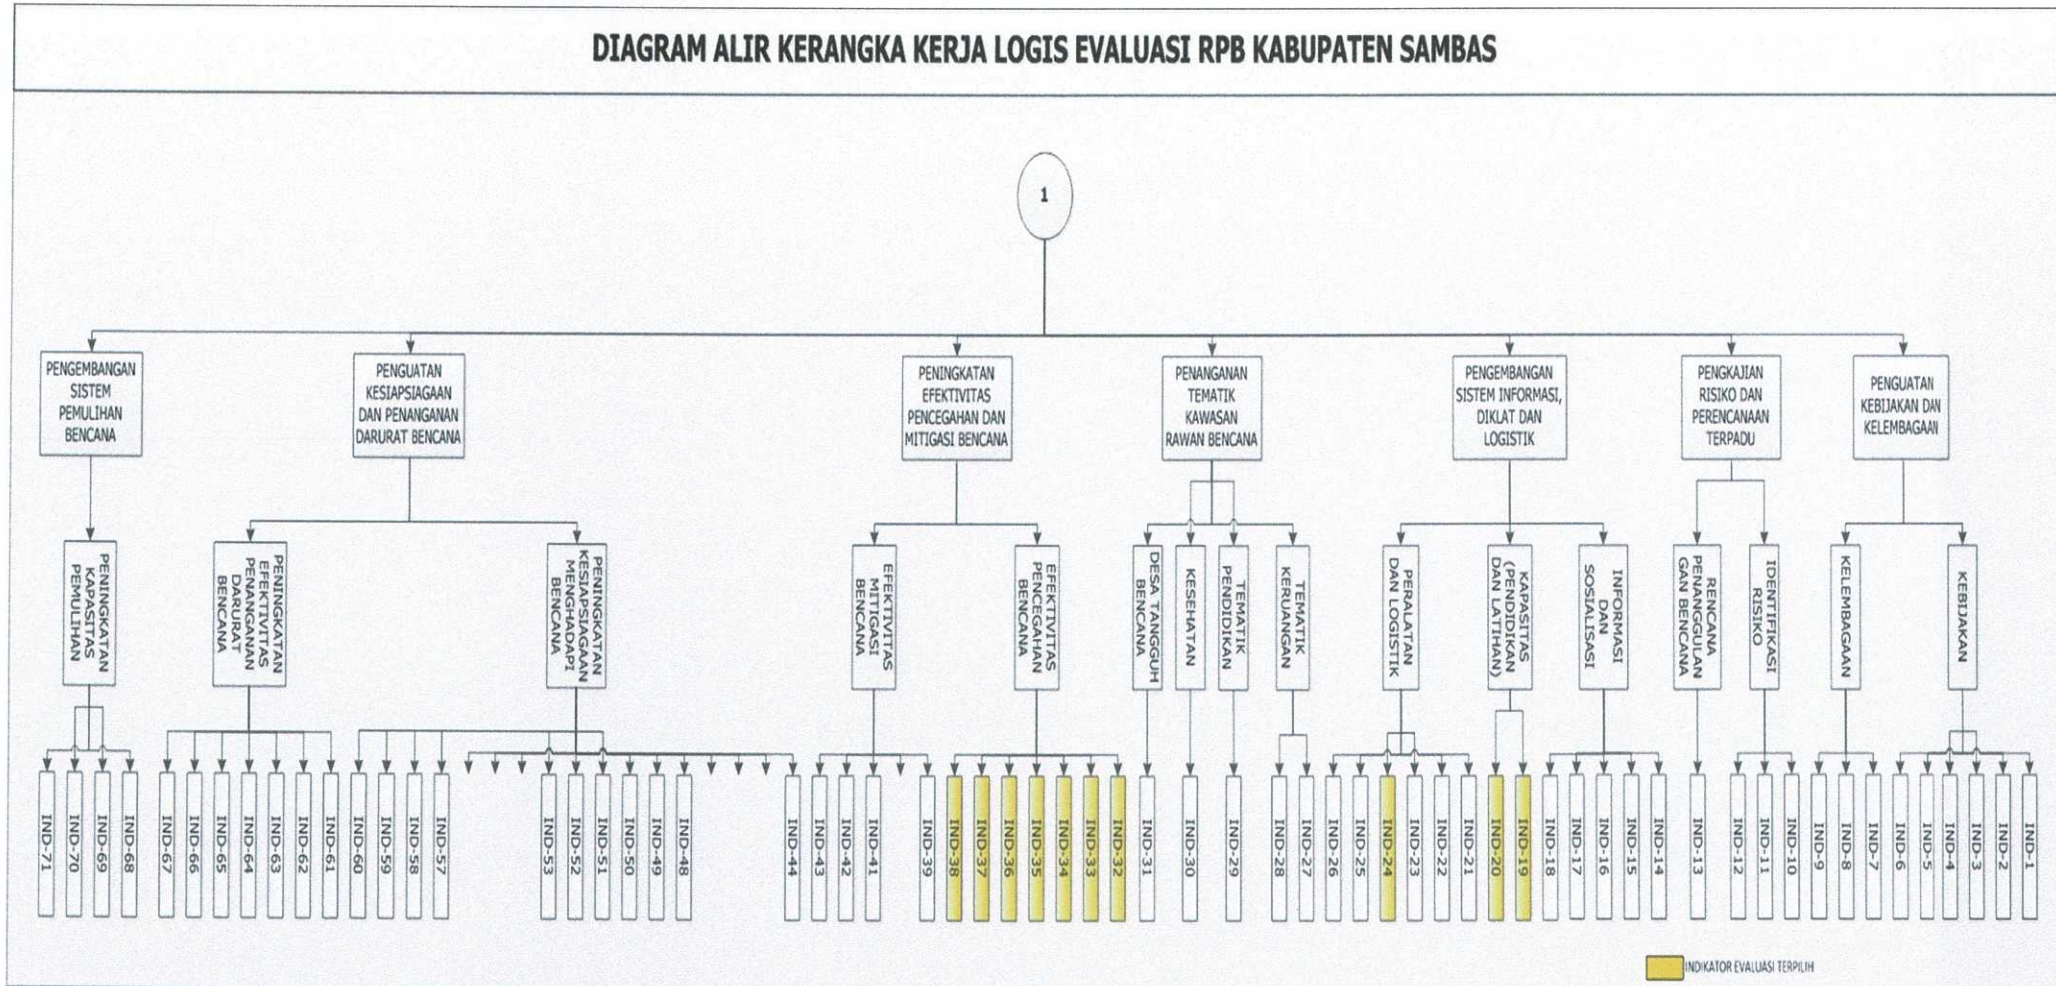 DIAGRAM ALIR KERANGKA KERJA LOGIS EVALUASI RPB KABUPATEN SAMBAS
1
PENGEMBANGAN
SISTEM
PEMULIHAN
BENCANA
PENGUATAN
KESIAPSIAGAAN
DAN PENANGANAN
DARURAT BENCANA
PENINGKATAN
EFEKTIVITAS
PENCEGAHAN DAN
MITIGASI BENCANA
PENANGANAN
TEMATIK
KAWASAN
RAWAN BENCANA
PENGEMBANGAN
SISTEM INFORMASI,
DIKLAT DAN
LOGISTIK
PENGKAJIAN
RISIKO DAN
PERENCANAAN
TERPADU
PENGUATAN
KEBIJAKAN DAN
KELEMBAGAAN
PENINGKATAN
KAPASITAS
PEMULIHAN
PENINGKATAN
EFEKTIVITAS
PENANGANAN
DARURAT
BENCANA
PENINGKATAN
KESIAPSIAGAAN
MENGHADAPI
BENCANA
EFEKTIVITAS
MITIGASI
BENCANA
EFEKTIVITAS
PENCEGAHAN
BENCANA
DESA TANGGUH
BENCANA
KESEHATAN
TEMATIK
PENDIDIKAN
TEMATIK
KERUANGAN
PERALATAN
DAN LOGISTIK
KAPASITAS
(PENDIDIKAN
DAN LATIHAN)
INFORMASI
DAN
SOSIALISASI
RENCANA
PENANGGULAN
GAN BENCANA
IDENTIFIKASI
RISIKO
KELEMBAGAAN
KEBIJAKAN
IND-71
IND-70
IND-69
IND-68
IND-67
IND-66
IND-65
IND-64
IND-63
IND-62
IND-61
IND-60
IND-59
IND-58
IND-57
IND-53
IND-52
IND-51
IND-50
IND-49
IND-48
IND-44
IND-43
IND-42
IND-41
IND-39
IND-38
IND-37
IND-36
IND-35
IND-34
IND-33
IND-32
IND-31
IND-30
IND-29
IND-28
IND-27
IND-26
IND-25
IND-24
IND-23
IND-22
IND-21
IND-20
IND-19
IND-18
IND-17
IND-16
IND-15
IND-14
IND-13
IND-12
IND-11
IND-10
IND-9
IND-8
IND-7
IND-6
IND-5
IND-4
IND-3
IND-2
IND-1
INDIKATOR EVALUASI TERPILIH